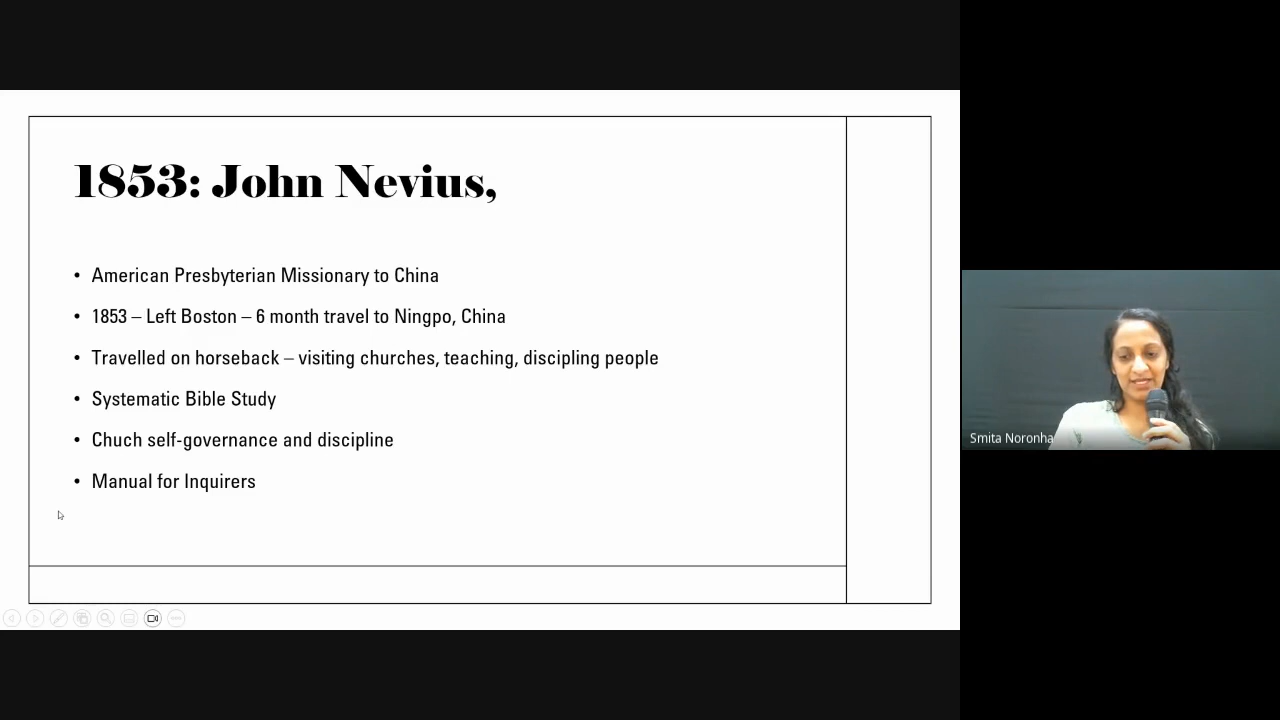 1853: John Nevius,
• American Presbyterian Missionary to China
• 1853 – Left Boston – 6 month travel to Ningpo, China
• Travelled on horseback – visiting churches, teaching, discipling people
• Systematic Bible Study
• Chuch self-governance and discipline
• Manual for Inquirers
Smita Noronha